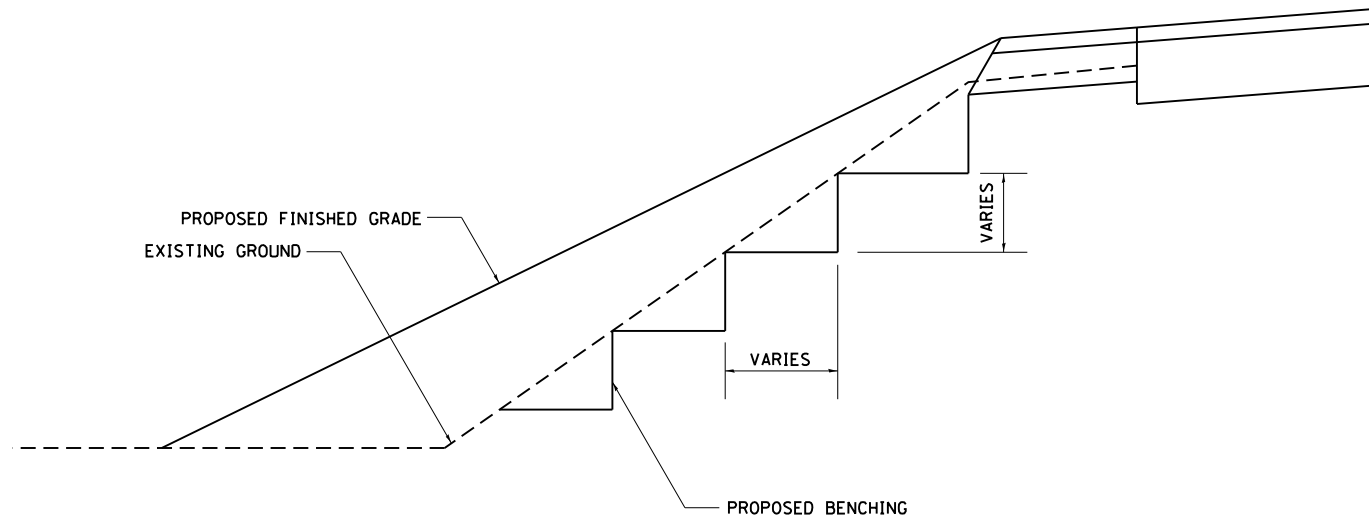 PROPOSED FINISHED GRADE
EXISTING GROUND
VARIES
VARIES
PROPOSED BENCHING